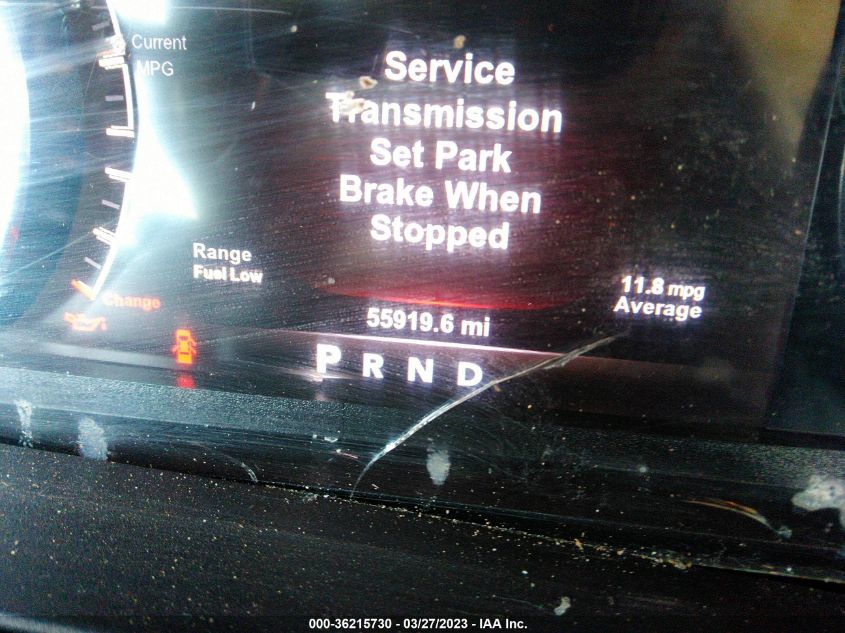 Current
MPG
Service
Transmission
Set Park
Brake When
Stopped
Range
Fuel Low
11.8 mpg
Average
Change
55919.6 mi
P R N D
000-36215730 - 03/27/2023 - IAA Inc.